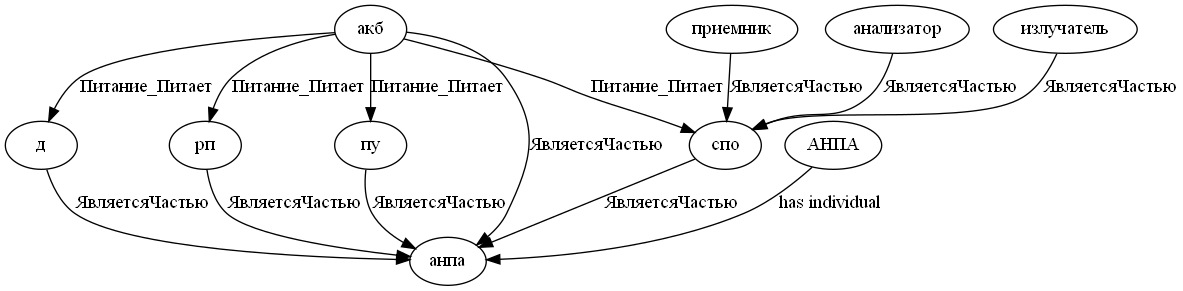 акб
приемник
анализатор
излучатель
Питание_Питает
Питание_Питает
Питание_Питает
Питание_Питает
ЯвляетсяЧастью
ЯвляетсяЧастью
ЯвляетсяЧастью
д
рп
пу
ЯвляетсяЧастью
спо
АНПА
ЯвляетсяЧастью
ЯвляетсяЧастью
ЯвляетсяЧастью
ЯвляетсяЧастью
has individual
анпа